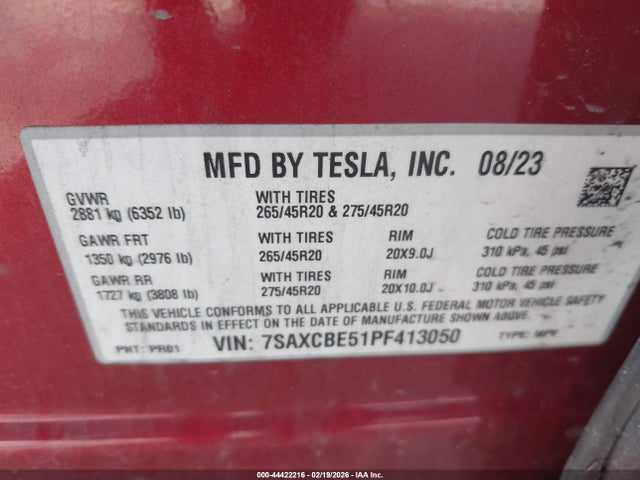 MFD BY TESLA, INC. 08/23
GVWR
2881 kg (6352 lb)
WITH TIRES
265/45R20 & 275/45R20
GAWR FRT
1350 kg (2976 lb)
WITH TIRES
265/45R20
RIM
20X9.0J
COLD TIRE PRESSURE
310 kPa, 45 psi
GAWR RR
1727 kg (3808 lb)
WITH TIRES
275/45R20
RIM
20X10.0J
COLD TIRE PRESSURE
310 kPa, 45 psi
THIS VEHICLE CONFORMS TO ALL APPLICABLE U.S. FEDERAL MOTOR VEHICLE SAFETY
STANDARDS IN EFFECT ON THE DATE OF MANUFACTURE SHOWN ABOVE.
PNT: PR01
VIN: 7SAXCBE51PF413050
TYPE: MPV
000-44422216 - 02/19/2026 - IAAI, Inc.